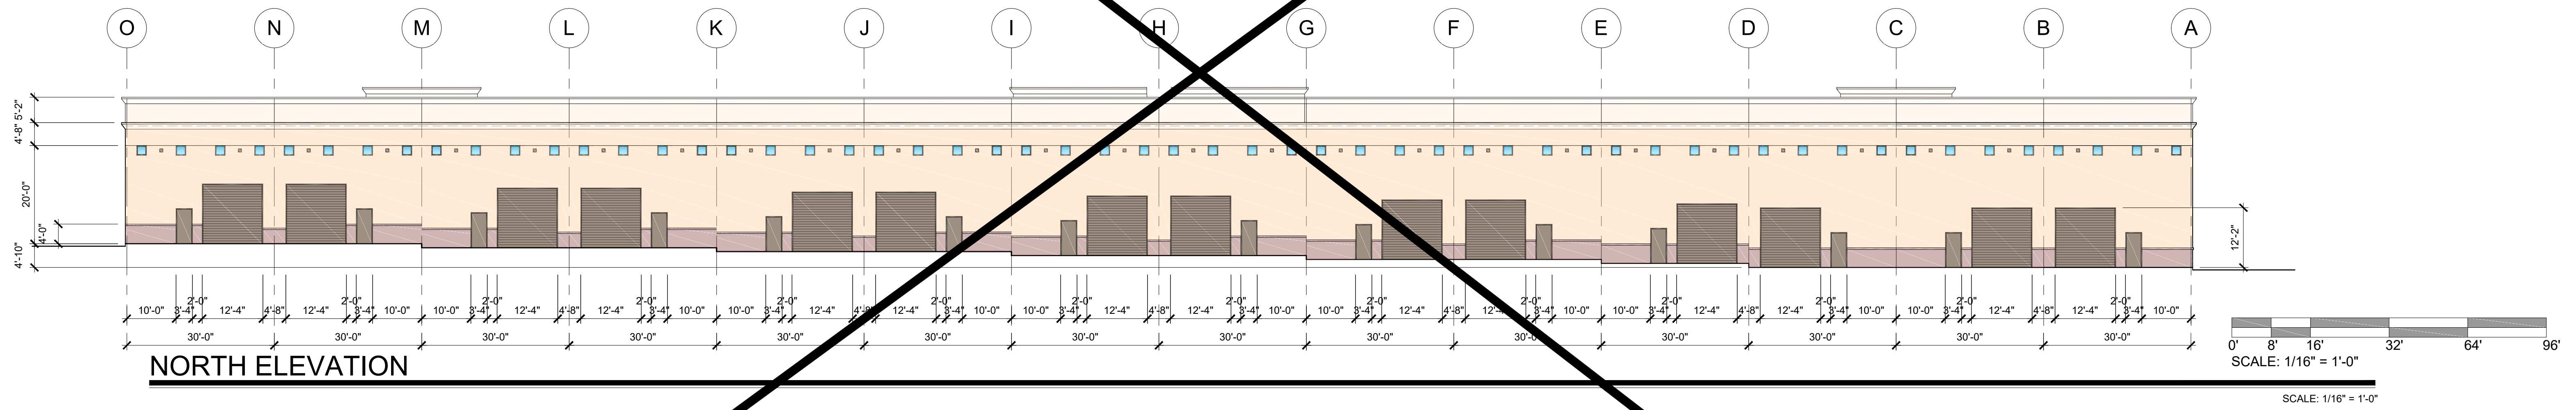 O N M L K J I H G F E D C B A
5'-2"
4'-8"
20'-0"
4'-0"
4'-10"
12'-2"
2'-0" 2'-0" 2'-0" 2'-0" 2'-0" 2'-0" 2'-0" 2'-0" 2'-0" 2'-0" 2'-0" 2'-0" 2'-0" 2'-0"
10'-0" 3'-4" 12'-4" 4'-8" 12'-4" 3'-4" 10'-0" 10'-0" 3'-4" 12'-4" 4'-8" 12'-4" 3'-4" 10'-0" 10'-0" 3'-4" 12'-4" 4'-8" 12'-4" 3'-4" 10'-0" 10'-0" 3'-4" 12'-4" 4'-8" 12'-4" 3'-4" 10'-0" 10'-0" 3'-4" 12'-4" 4'-8" 12'-4" 3'-4" 10'-0" 10'-0" 3'-4" 12'-4" 4'-8" 12'-4" 3'-4" 10'-0" 10'-0" 3'-4" 12'-4" 4'-8" 12'-4" 3'-4" 10'-0"
30'-0" 30'-0" 30'-0" 30'-0" 30'-0" 30'-0" 30'-0" 30'-0" 30'-0" 30'-0" 30'-0" 30'-0" 30'-0" 30'-0"
NORTH ELEVATION
0' 8' 16' 32' 64' 96'
SCALE: 1/16" = 1'-0"
SCALE: 1/16" = 1'-0"